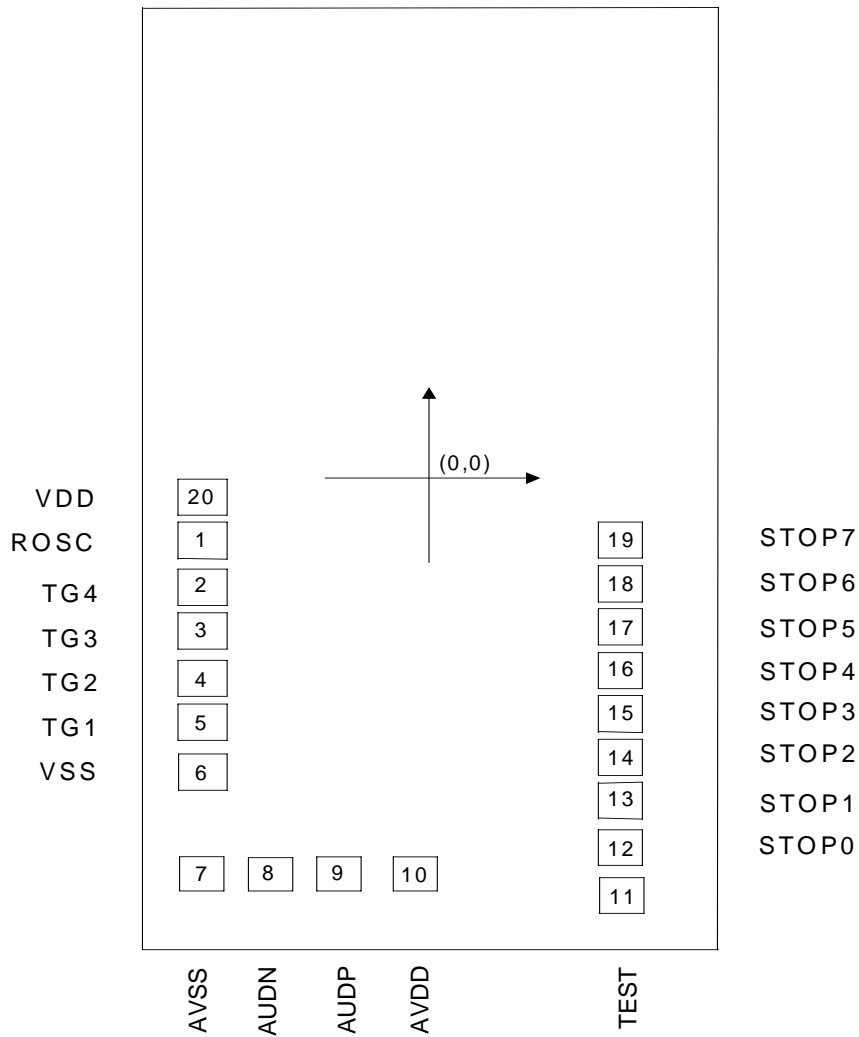 (0,0)
VDD 20
ROSC 1 19 STOP7
TG4 2 18 STOP6
TG3 3 17 STOP5
TG2 4 16 STOP4
TG1 5 15 STOP3
VSS 6 14 STOP2
13 STOP1
12 STOP0
7 8 9 10
11
AVSS AUDN AUDP AVDD TEST